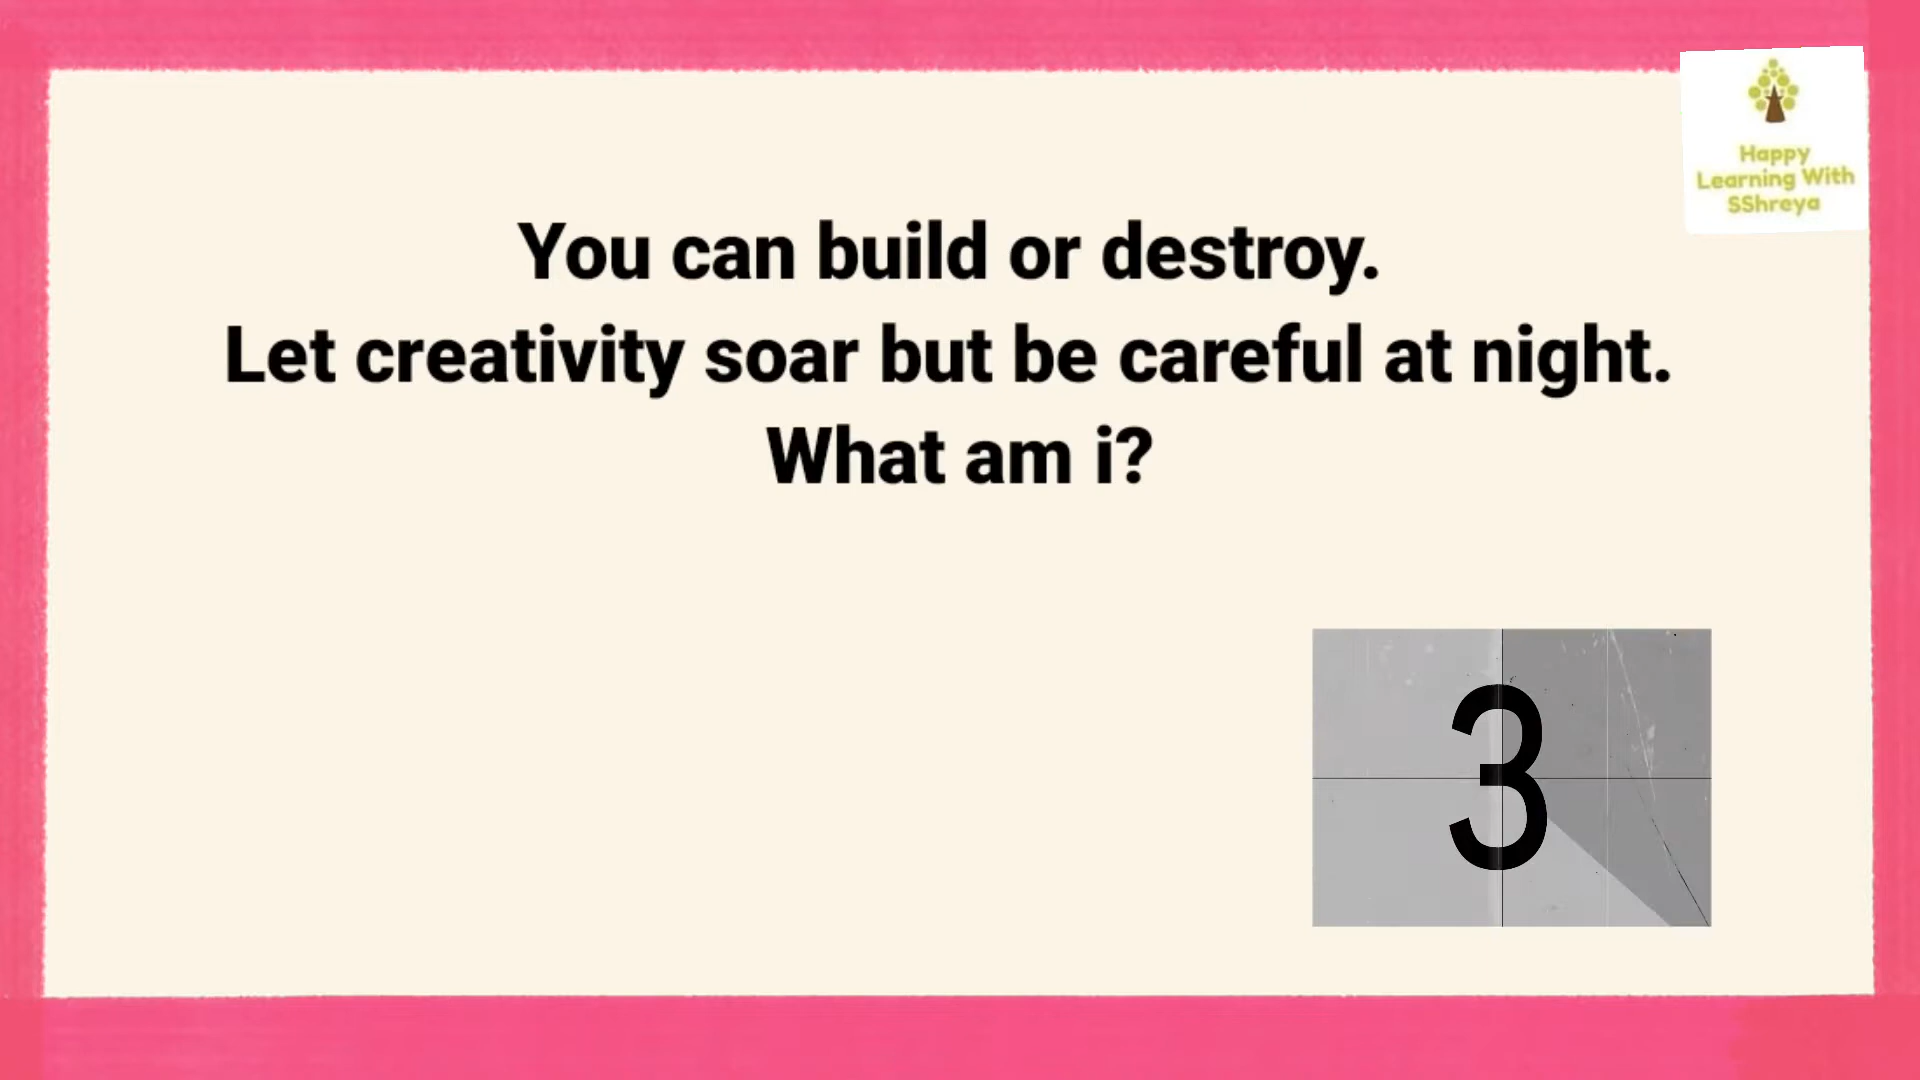 Happy
Learning With
SShreya
You can build or destroy.
Let creativity soar but be careful at night.
What am i?
3